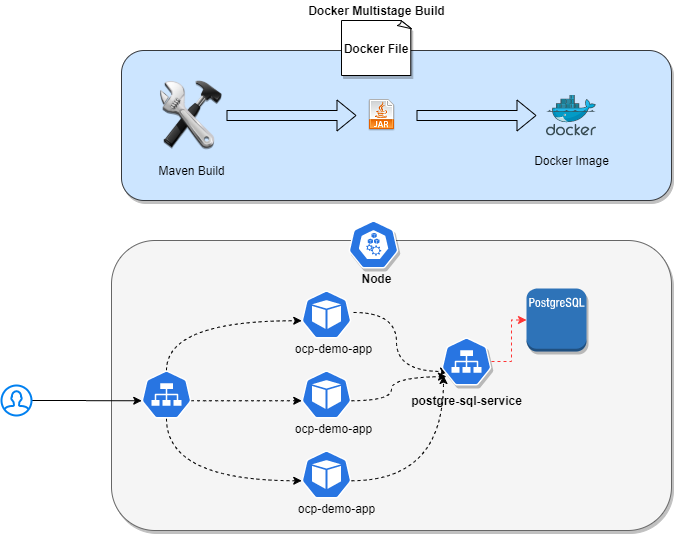 Docker Multistage Build
Docker File
JAR
docker
Maven Build
Docker Image
Node
PostgreSQL
ocp-demo-app
postgre-sql-service
ocp-demo-app
ocp-demo-app